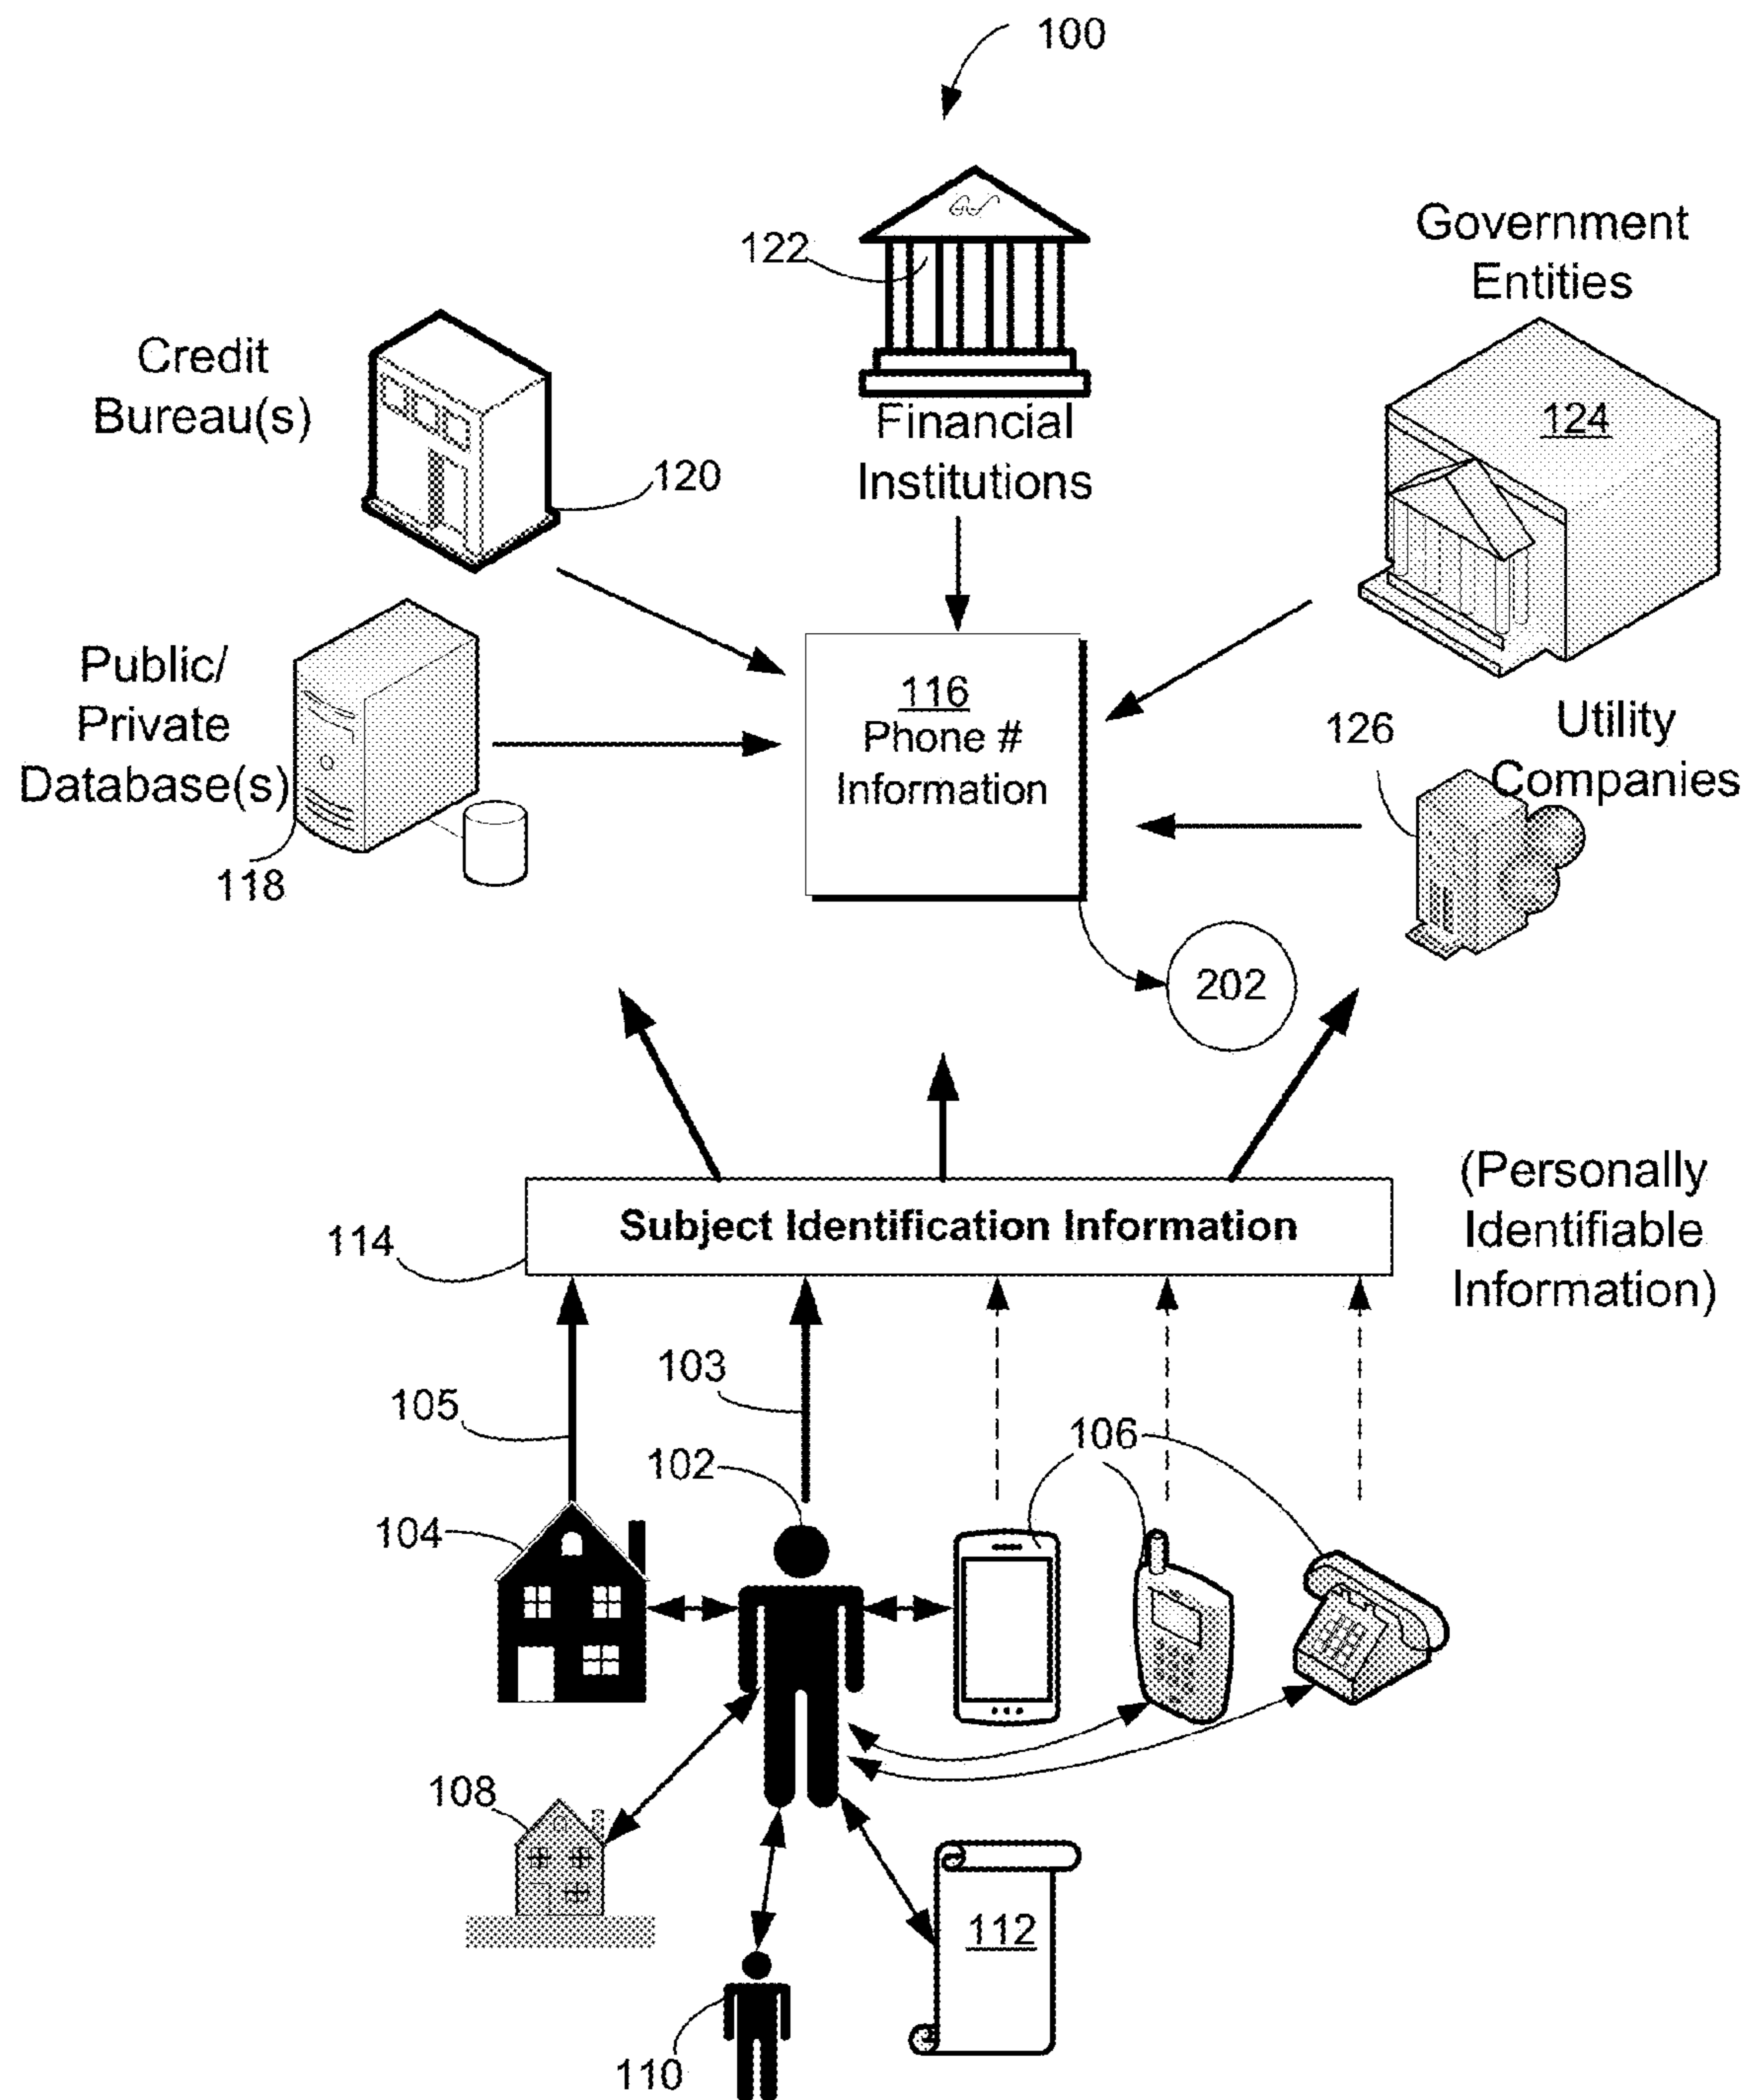 100
122
Financial
Institutions
Government
Entities
124
Credit
Bureau(s)
120
Public/
Private
Database(s)
118
116
Phone #
Information
126
Utility
Companies
202
(Personally
Identifiable
Information)
Subject Identification Information
114
103
105
102
106
104
108
112
110